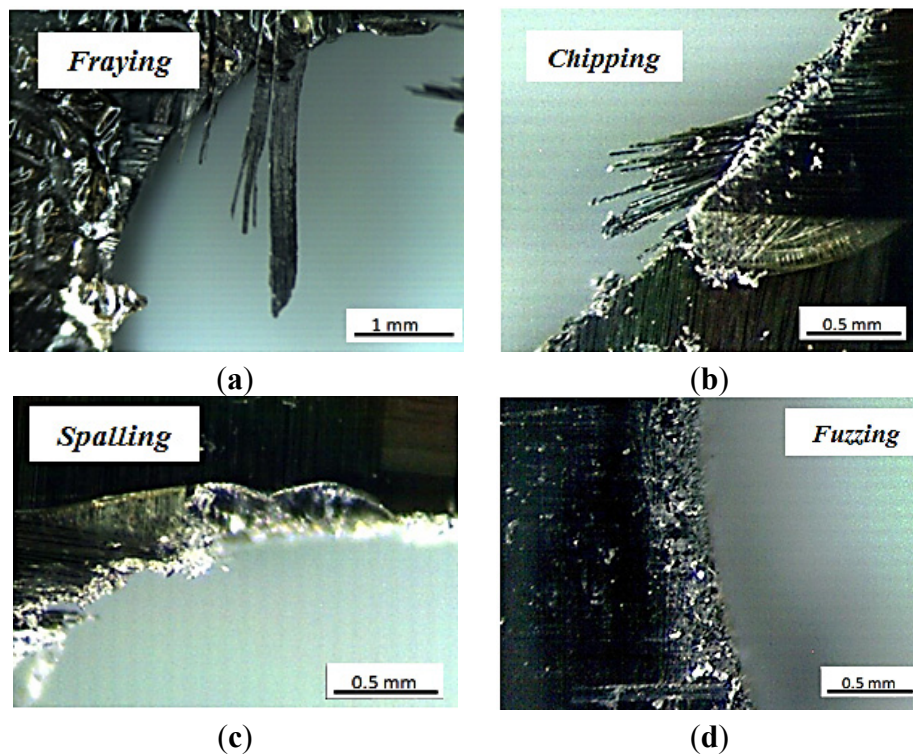 Fraying
1 mm
(a)
Chipping
0.5 mm
(b)
Spalling
0.5 mm
(c)
Fuzzing
0.5 mm
(d)